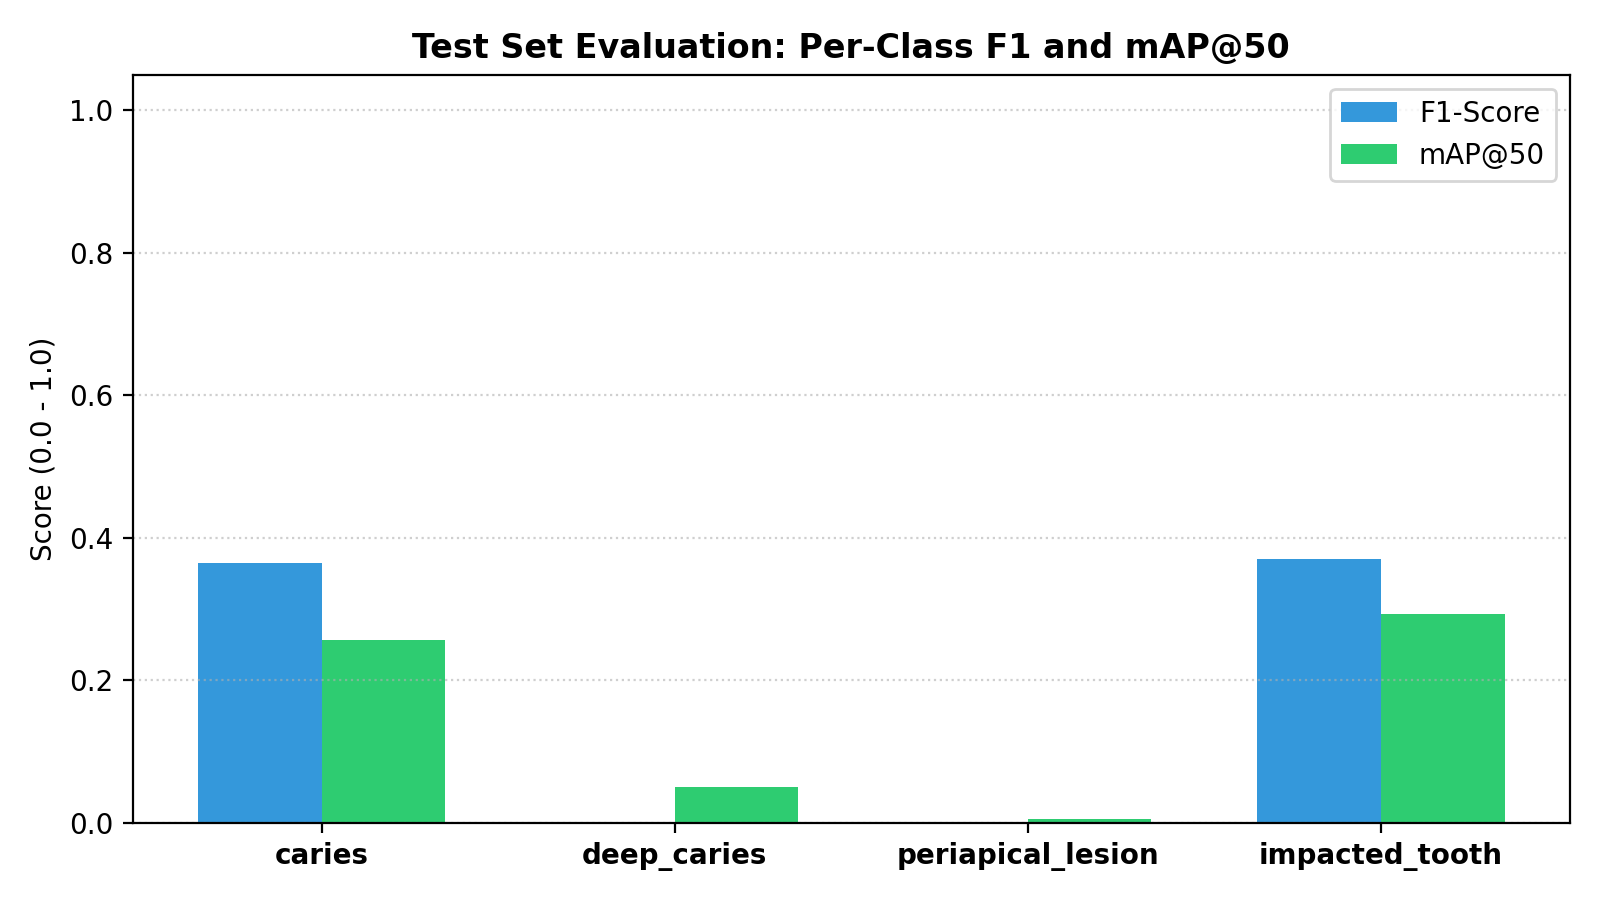 Test Set Evaluation: Per-Class F1 and mAP@50
F1-Score
mAP@50
Score (0.0 - 1.0)
1.0
0.8
0.6
0.4
0.2
0.0
caries
deep_caries
periapical_lesion
impacted_tooth